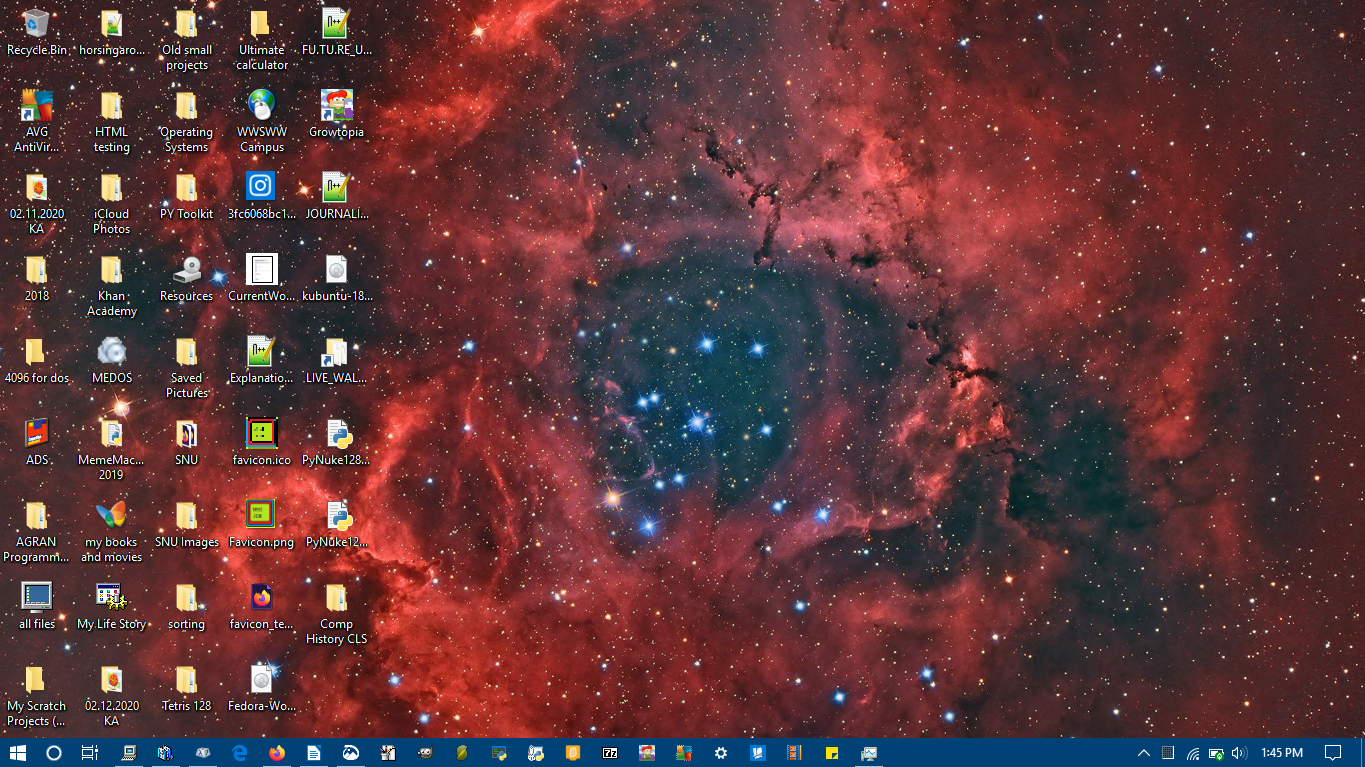 Recycle Bin
horsingaro...
Old small
projects
Ultimate
calculator
FU.TU.RE_U...
AVG
AntiVir...
HTML
testing
Operating
Systems
WWSWW
Campus
Growtopia
02.11.2020
KA
iCloud
Photos
PY Toolkit
3fc6068bc1...
JOURNALI...
2018
Khan
Academy
Resources
CurrentWo...
kubuntu-18...
4096 for dos
MEDOS
Saved
Pictures
Explanatio...
LIVE_WAL...
ADS
MemeMac...
2019
SNU
favicon.ico
PyNuke128...
AGRAN
Programm...
my books
and movies
SNU Images
Favicon.png
PyNuke12...
all files
My Life Story
sorting
favicon_te...
Comp
History CLS
My Scratch
Projects (...
02.12.2020
KA
Tetris 128
Fedora-Wo...
1:45 PM